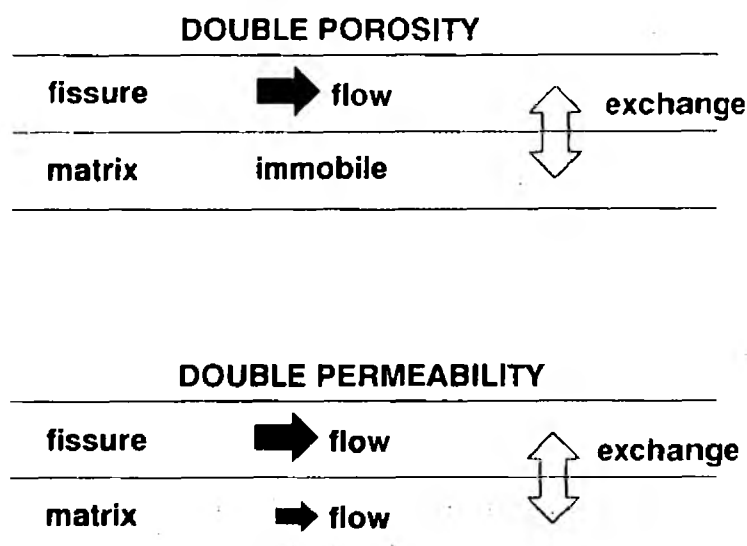 DOUBLE POROSITY
fissure flow exchange
matrix immobile
DOUBLE PERMEABILITY
fissure flow exchange
matrix flow